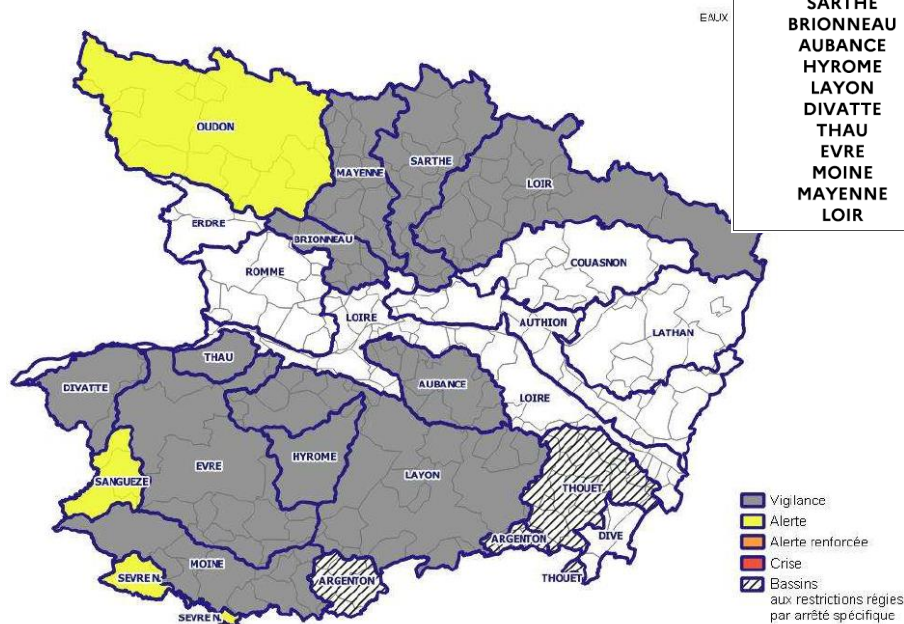 EAUX
SARTHE
BRIONNEAU
AUBANCE
HYROME
LAYON
DIVATTE
THAU
EVRE
MOINE
MAYENNE
LOIR
OUDON
MAYENNE
SARTHE
LOIR
ERDRE
BRIONNEAU
ROMME
COUASNON
LOIRE
AUTHION
LATHAN
THAU
DIVATTE
AUBANCE
LOIRE
EVRE
HYROME
LAYON
SANGUEZE
THOUET
DIVE
ARGENTON
MOINE
SEVRE N.
ARGENTON
THOUET
SEVRE N.
Vigilance
Alerte
Alerte renforcée
Crise
Bassins
aux restrictions régies
par arrêté spécifique